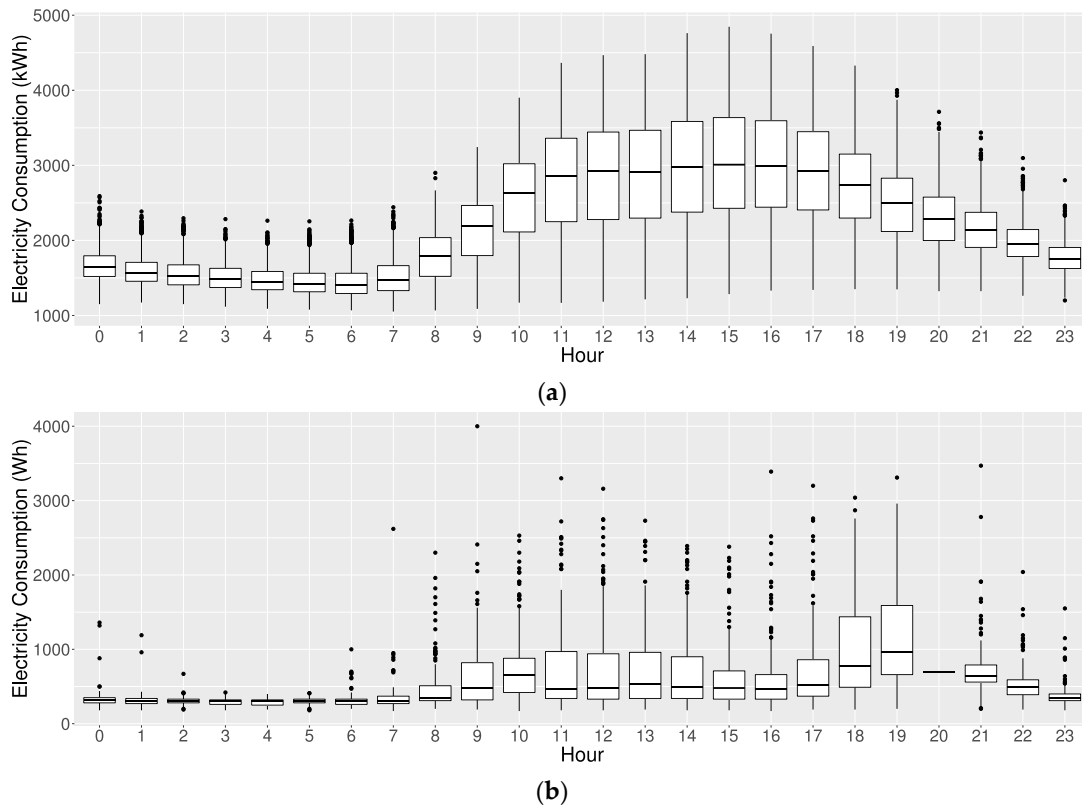 Electricity Consumption (kWh)
5000
4000
3000
2000
1000
0 1 2 3 4 5 6 7 8 9 10 11 12 13 14 15 16 17 18 19 20 21 22 23
Hour
(a)
Electricity Consumption (Wh)
4000
3000
2000
1000
0
0 1 2 3 4 5 6 7 8 9 10 11 12 13 14 15 16 17 18 19 20 21 22 23
Hour
(b)